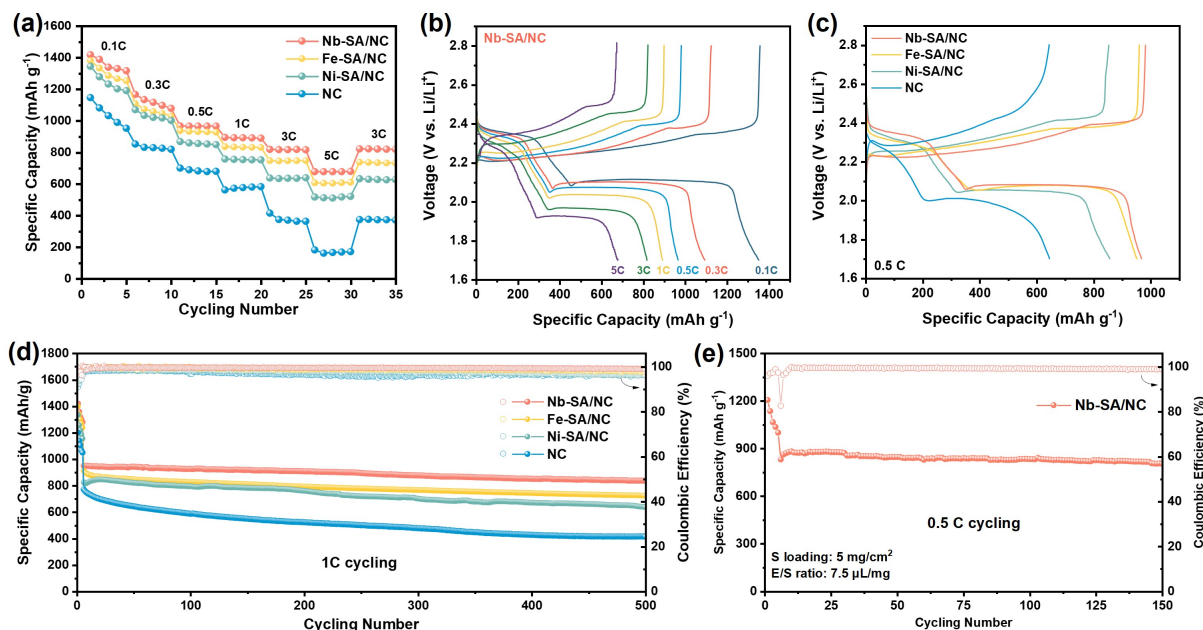 (a)
Specific Capacity (mAh g⁻¹)
1600
1400
1200
1000
800
600
400
200
0
0.1C
0.3C
0.5C
1C
3C
5C
3C
Nb-SA/NC
Fe-SA/NC
Ni-SA/NC
NC
0 5 10 15 20 25 30 35
Cycling Number
(b)
Voltage (V vs. Li/Li⁺)
2.8
2.6
2.4
2.2
2.0
1.8
1.6
Nb-SA/NC
5C 3C 1C 0.5C 0.3C 0.1C
0 200 400 600 800 1000 1200 1400
Specific Capacity (mAh g⁻¹)
(c)
Voltage (V vs. Li/Li⁺)
2.8
2.6
2.4
2.2
2.0
1.8
1.6
Nb-SA/NC
Fe-SA/NC
Ni-SA/NC
NC
0.5 C
0 200 400 600 800 1000
Specific Capacity (mAh g⁻¹)
(d)
Specific Capacity (mAh/g)
1800
1600
1400
1200
1000
800
600
400
200
0
Nb-SA/NC
Fe-SA/NC
Ni-SA/NC
NC
1C cycling
100
80
60
40
20
0
Coulombic Efficiency (%)
0 100 200 300 400 500
Cycling Number
(e)
Specific Capacity (mAh g⁻¹)
1500
1200
900
600
300
0
Nb-SA/NC
0.5 C cycling
S loading: 5 mg/cm²
E/S ratio: 7.5 μL/mg
100
80
60
40
20
0
Coulombic Efficiency (%)
0 25 50 75 100 125 150
Cycling Number